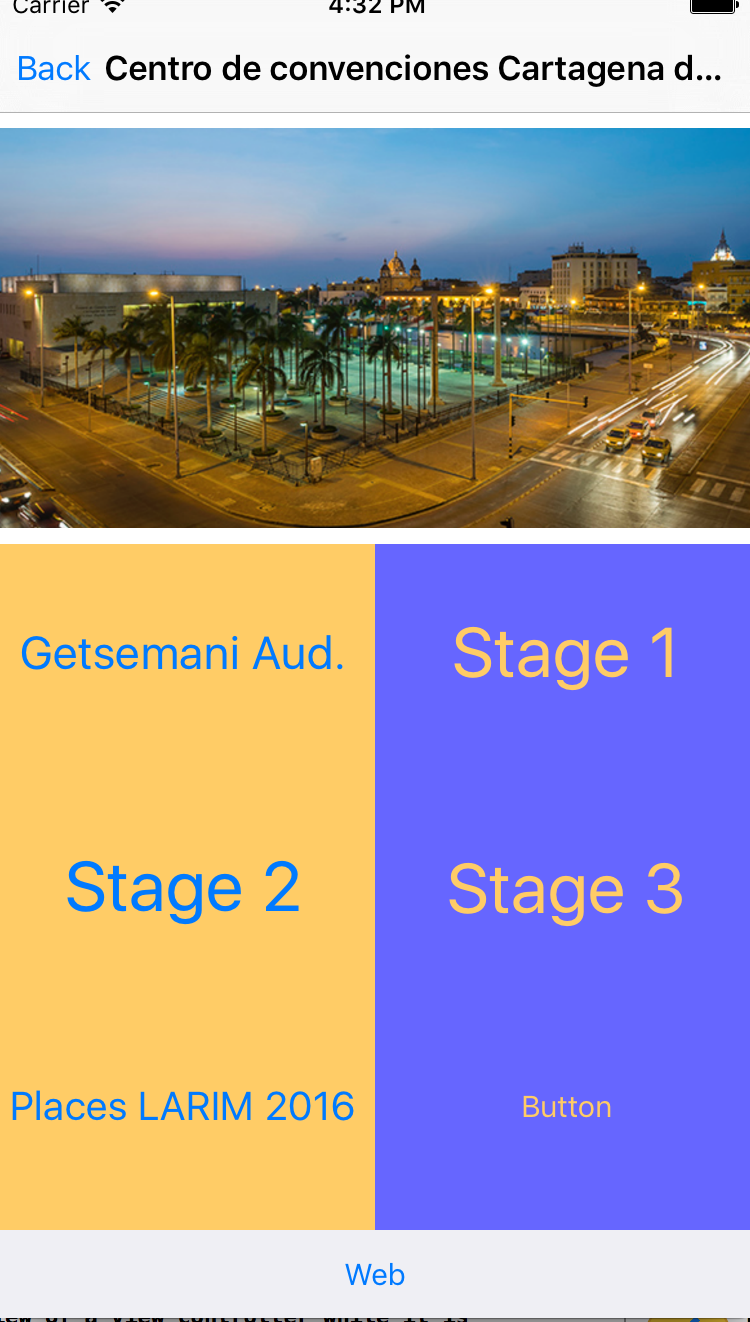 Carrier 4:32 PM
Back Centro de convenciones Cartagena d...
Getsemani Aud. Stage 1
Stage 2 Stage 3
Places LARIM 2016 Button
Web